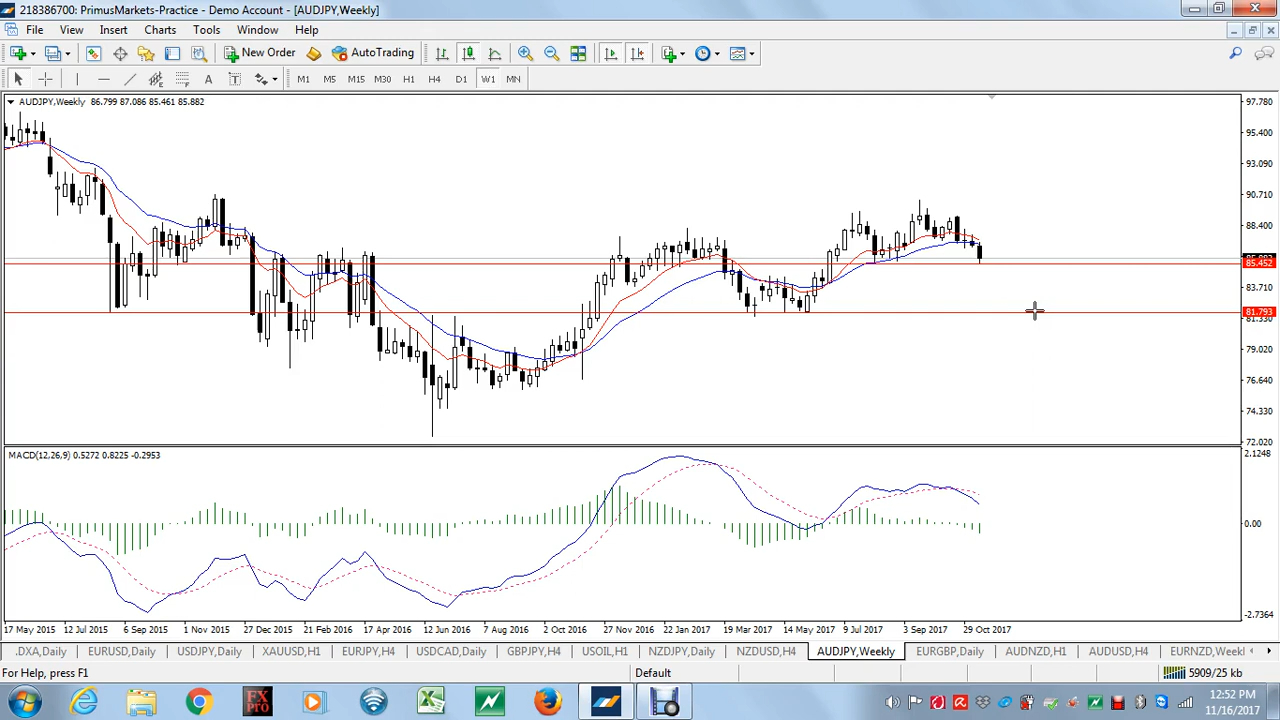 218386700: PrimusMarkets-Practice - Demo Account - [AUDJPY,Weekly]
File View Insert Charts Tools Window Help
New Order AutoTrading
A T M1 M5 M15 M30 H1 H4 D1 W1 MN
AUDJPY,Weekly 86.799 87.086 85.461 85.882
97.780
95.400
93.090
90.710
88.400
85.452
83.710
81.793
81.330
79.020
76.640
74.330
72.020
MACD(12,26,9) 0.5272 0.8225 -0.2953
2.1248
0.00
-2.7364
17 May 2015 12 Jul 2015 6 Sep 2015 1 Nov 2015 27 Dec 2015 21 Feb 2016 17 Apr 2016 12 Jun 2016 7 Aug 2016 2 Oct 2016 27 Nov 2016 22 Jan 2017 19 Mar 2017 14 May 2017 9 Jul 2017 3 Sep 2017 29 Oct 2017
.DXA,Daily EURUSD,Daily USDJPY,Daily XAUUSD,H1 EURJPY,H4 USDCAD,Daily GBPJPY,H4 USOIL,H1 NZDJPY,Daily NZDUSD,H4 AUDJPY,Weekly EURGBP,Daily AUDNZD,H1 AUDUSD,H4 EURNZD,Weekl
For Help, press F1 Default 5909/25 kb
FX PRO
12:52 PM
11/16/2017